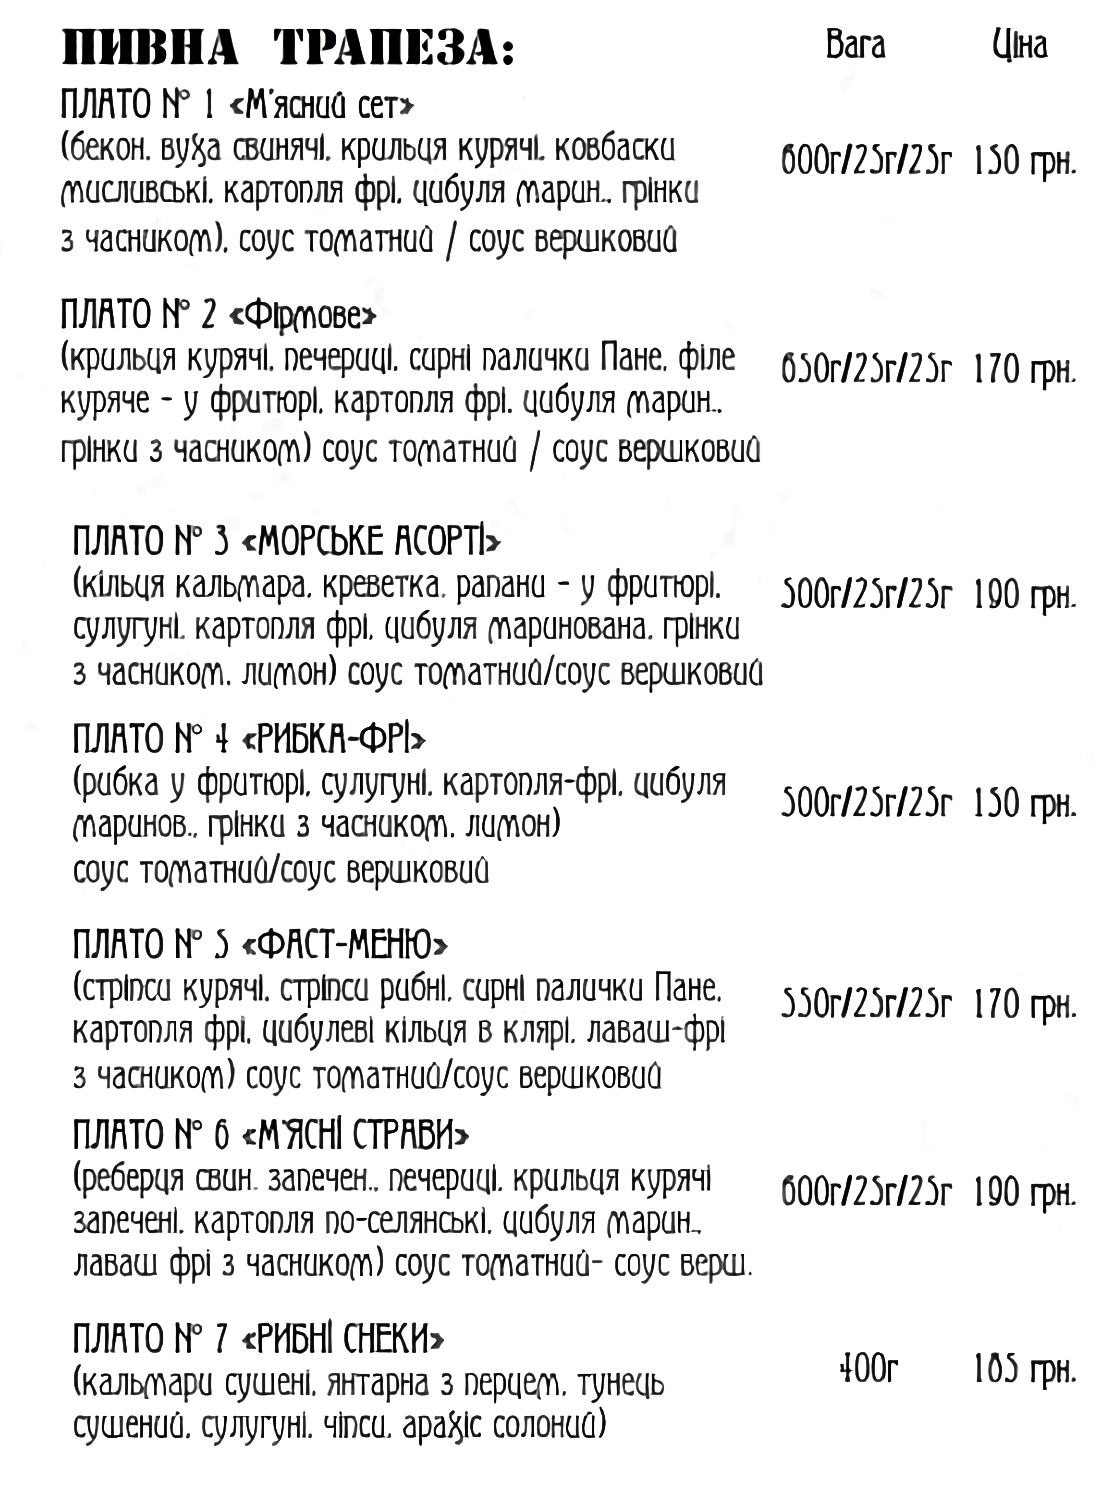 ПИВНА ТРАПЕЗА: Вага Ціна
ПЛАТО № 1 «М'ясний сет»
(бекон, вуха свинячі, крильця курячі, ковбаски
мисливські, картопля фрі, цибуля марин., грінки
з часником), соус томатний / соус вершковий
600г/25г/25г 150 грн.
ПЛАТО № 2 «Фірмове»
(крильця курячі, печериці, сирні палички Пане, філе
куряче - у фритюрі, картопля фрі, цибуля марин.,
грінки з часником) соус томатний / соус вершковий
650г/25г/25г 170 грн.
ПЛАТО № 3 «МОРСЬКЕ АСОРТІ»
(кільця кальмара, креветка, рапани - у фритюрі,
сулугуні, картопля фрі, цибуля маринована, грінки
з часником, лимон) соус томатний/соус вершковий
500г/25г/25г 190 грн.
ПЛАТО № 4 «РИБКА-ФРІ»
(рибка у фритюрі, сулугуні, картопля-фрі, цибуля
маринов., грінки з часником, лимон)
соус томатний/соус вершковий
500г/25г/25г 150 грн.
ПЛАТО № 5 «ФАСТ-МЕНЮ»
(стріпси курячі, стріпси рибні, сирні палички Пане,
картопля фрі, цибулеві кільця в клярі, лаваш-фрі
з часником) соус томатний/соус вершковий
550г/25г/25г 170 грн.
ПЛАТО № 6 «М'ЯСНІ СТРАВИ»
(реберця свин. запечен., печериці, крильця курячі
запечені, картопля по-селянські, цибуля марин.,
лаваш фрі з часником) соус томатний- соус верш.
600г/25г/25г 190 грн.
ПЛАТО № 7 «РИБНІ СНЕКИ»
(кальмари сушені, янтарна з перцем, тунець
сушений, сулугуні, чіпси, арахіс солоний)
400г 185 грн.